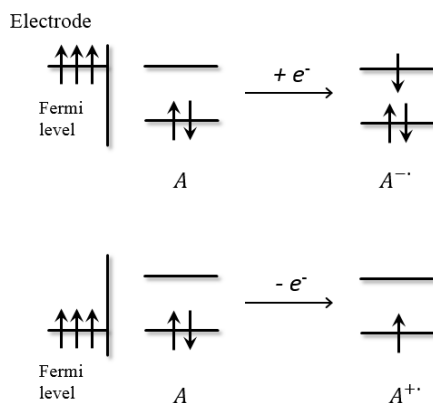 Electrode
+ e⁻
Fermi
level
A
A⁻·
- e⁻
Fermi
level
A
A⁺·